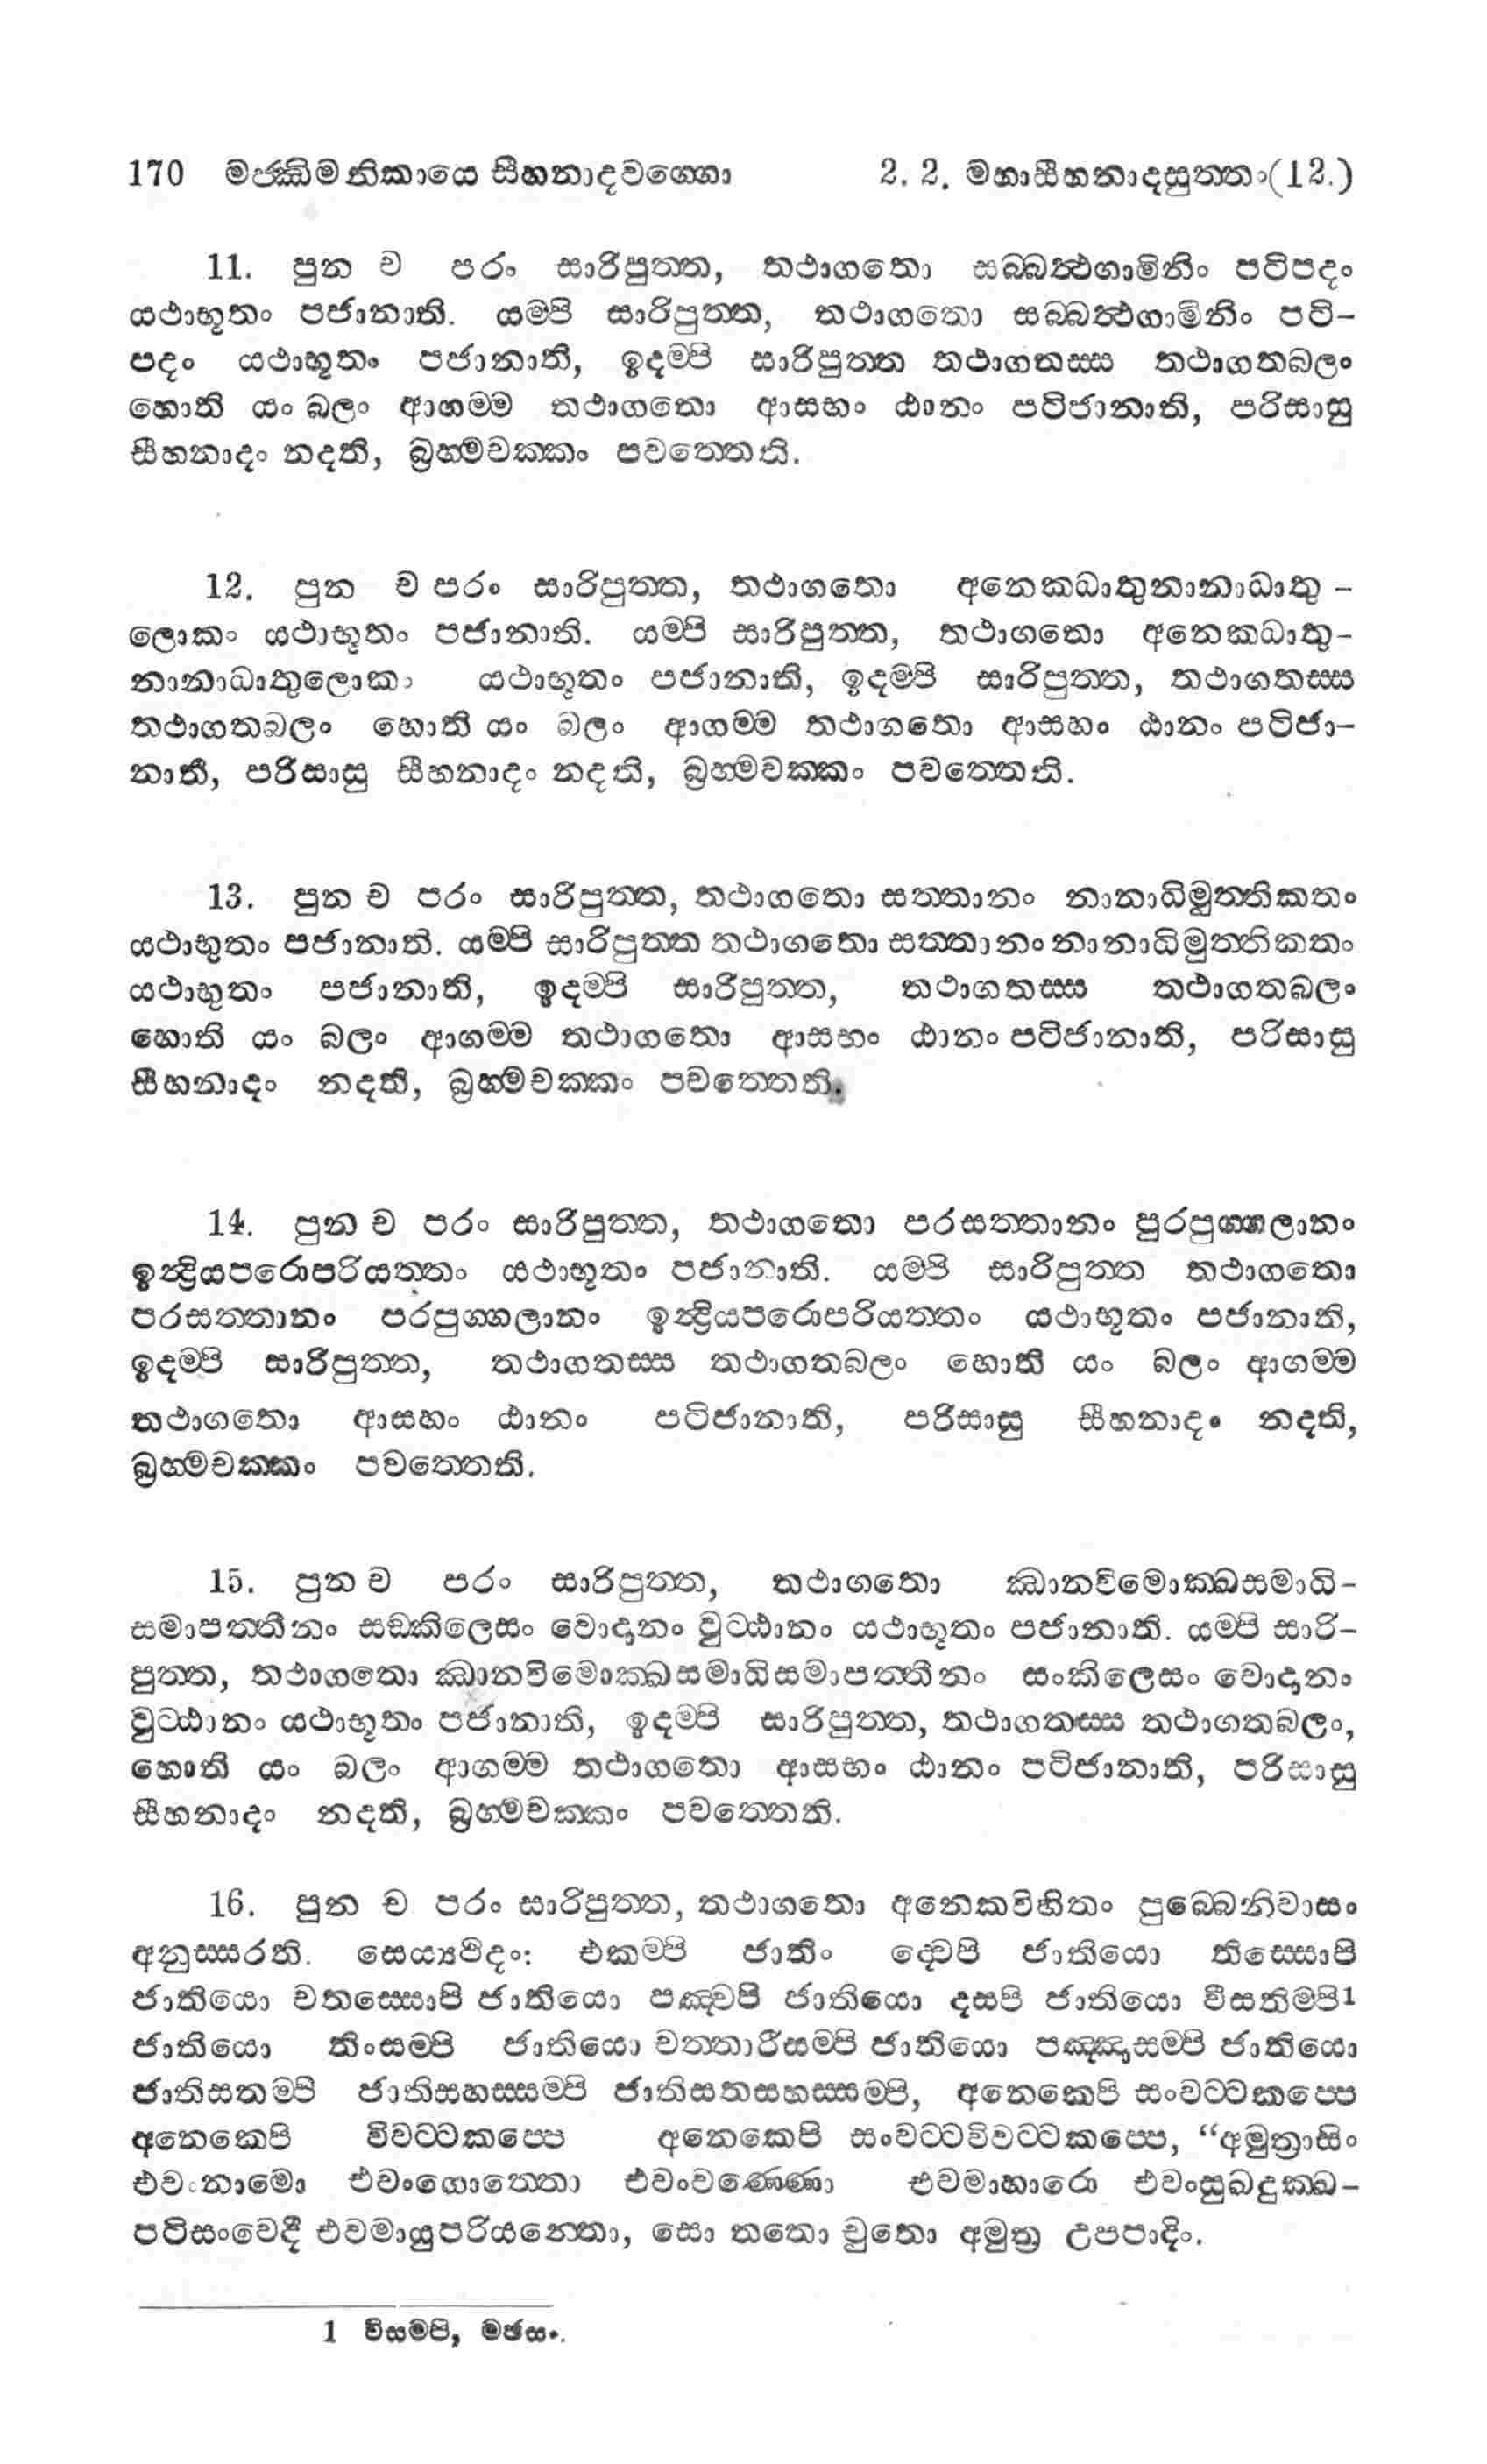 170 මජ්ඣිමනිකායෙ සීහනාදවග්ගො 2. 2. මහාසීහනාදසුත්තං(12.)
11. පුන ච පරං සාරිපුත්ත, තථාගතො සබ්බත්ථගාමිනිං පටිපදං
යථාභූතං පජානාති. යම්පි සාරිපුත්ත, තථාගතො සබ්බත්ථගාමිනිං පටි-
පදං යථාභූතං පජානාති, ඉදම්පි සාරිපුත්ත තථාගතස්ස තථාගතබලං
හොති යං බලං ආගම්ම තථාගතො ආසභං ඨානං පටිජානාති, පරිසාසු
සීහනාදං නදති, බ්‍රහ්මචක්කං පවත්තෙති.
12. පුන ච පරං සාරිපුත්ත, තථාගතො අනෙකධාතුනානාධාතු -
ලොකං යථාභූතං පජානාති. යම්පි සාරිපුත්ත, තථාගතො අනෙකධාතු-
නානාධාතුලොකං යථාභූතං පජානාති, ඉදම්පි සාරිපුත්ත, තථාගතස්ස
තථාගතබලං හොති යං බලං ආගම්ම තථාගතො ආසභං ඨානං පටිජා-
නාති, පරිසාසු සීහනාදං නදති, බ්‍රහ්මචක්කං පවත්තෙති.
13. පුන ච පරං සාරිපුත්ත, තථාගතො සත්තානං නානාධිමුත්තිකතං
යථාභුතං පජානාති. යම්පි සාරිපුත්ත තථාගතො සත්තානං නානාධිමුත්තිකතං
යථාභුතං පජානාති, ඉදම්පි සාරිපුත්ත, තථාගතස්ස තථාගතබලං
හොති යං බලං ආගම්ම තථාගතො ආසභං ඨානං පටිජානාති, පරිසාසු
සීහනාදං නදති, බ්‍රහ්මචක්කං පවත්තෙති.
14. පුන ච පරං සාරිපුත්ත, තථාගතො පරසත්තානං පුරපුග්ගලානං
ඉන්ද්‍රියපරොපරියත්තං යථාභූතං පජානාති. යම්පි සාරිපුත්ත තථාගතො
පරසත්තානං පරපුග්ගලානං ඉන්ද්‍රියපරොපරියත්තං යථාභූතං පජානාති,
ඉදම්පි සාරිපුත්ත, තථාගතස්ස තථාගතබලං හොති යං බලං ආගම්ම
තථාගතො ආසභං ඨානං පටිජානාති, පරිසාසු සීහනාදං නදති,
බ්‍රහ්මචක්කං පවත්තෙති.
15. පුන ච පරං සාරිපුත්ත, තථාගතො ඣානවිමොක්ඛසමාධි-
සමාපත්තීනං සඞ්කිලෙසං වොදානං වුට්ඨානං යථාභූතං පජානාති. යම්පි සාරි-
පුත්ත, තථාගතො ඣානවිමොක්ඛසමාධිසමාපත්තීනං සංකිලෙසං වොදානං
වුට්ඨානං යථාභූතං පජානාති, ඉදම්පි සාරිපුත්ත, තථාගතස්ස තථාගතබලං,
හොති යං බලං ආගම්ම තථාගතො ආසභං ඨානං පටිජානාති, පරිසාසු
සීහනාදං නදති, බ්‍රහ්මචක්කං පවත්තෙති.
16. පුන ච පරං සාරිපුත්ත, තථාගතො අනෙකවිහිතං පුබ්බෙනිවාසං
අනුස්සරති. සෙය්‍යථිදං: එකම්පි ජාතිං ද්වෙපි ජාතියො තිස්සොපි
ජාතියො චතස්සොපි ජාතියො පඤ්චපි ජාතියො දසපි ජාතියො වීසතිම්පි1
ජාතියො තිංසම්පි ජාතියො චත්තාරීසම්පි ජාතියො පඤ්ඤාසම්පි ජාතියො
ජාතිසතම්පි ජාතිසහස්සම්පි ජාතිසතසහස්සම්පි, අනෙකෙපි සංවට්ටකප්පෙ
අනෙකෙපි විවට්ටකප්පෙ අනෙකෙපි සංවට්ටවිවට්ටකප්පෙ, “අමුත්‍රාසිං
එවංනාමො එවංගොත්තො එවංවණ්ණො එවමාහාරො එවංසුඛදුක්ඛ-
පටිසංවෙදී එවමායුපරියන්තො, සො තතො චුතො අමුත්‍ර උපපාදිං.
1 වීසම්පි, මඡසං.